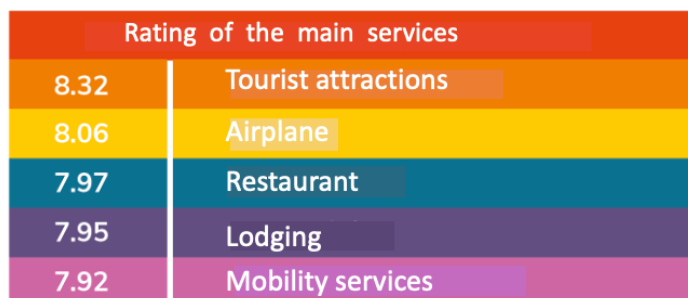 Rating of the main services
8.32 Tourist attractions
8.06 Airplane
7.97 Restaurant
7.95 Lodging
7.92 Mobility services